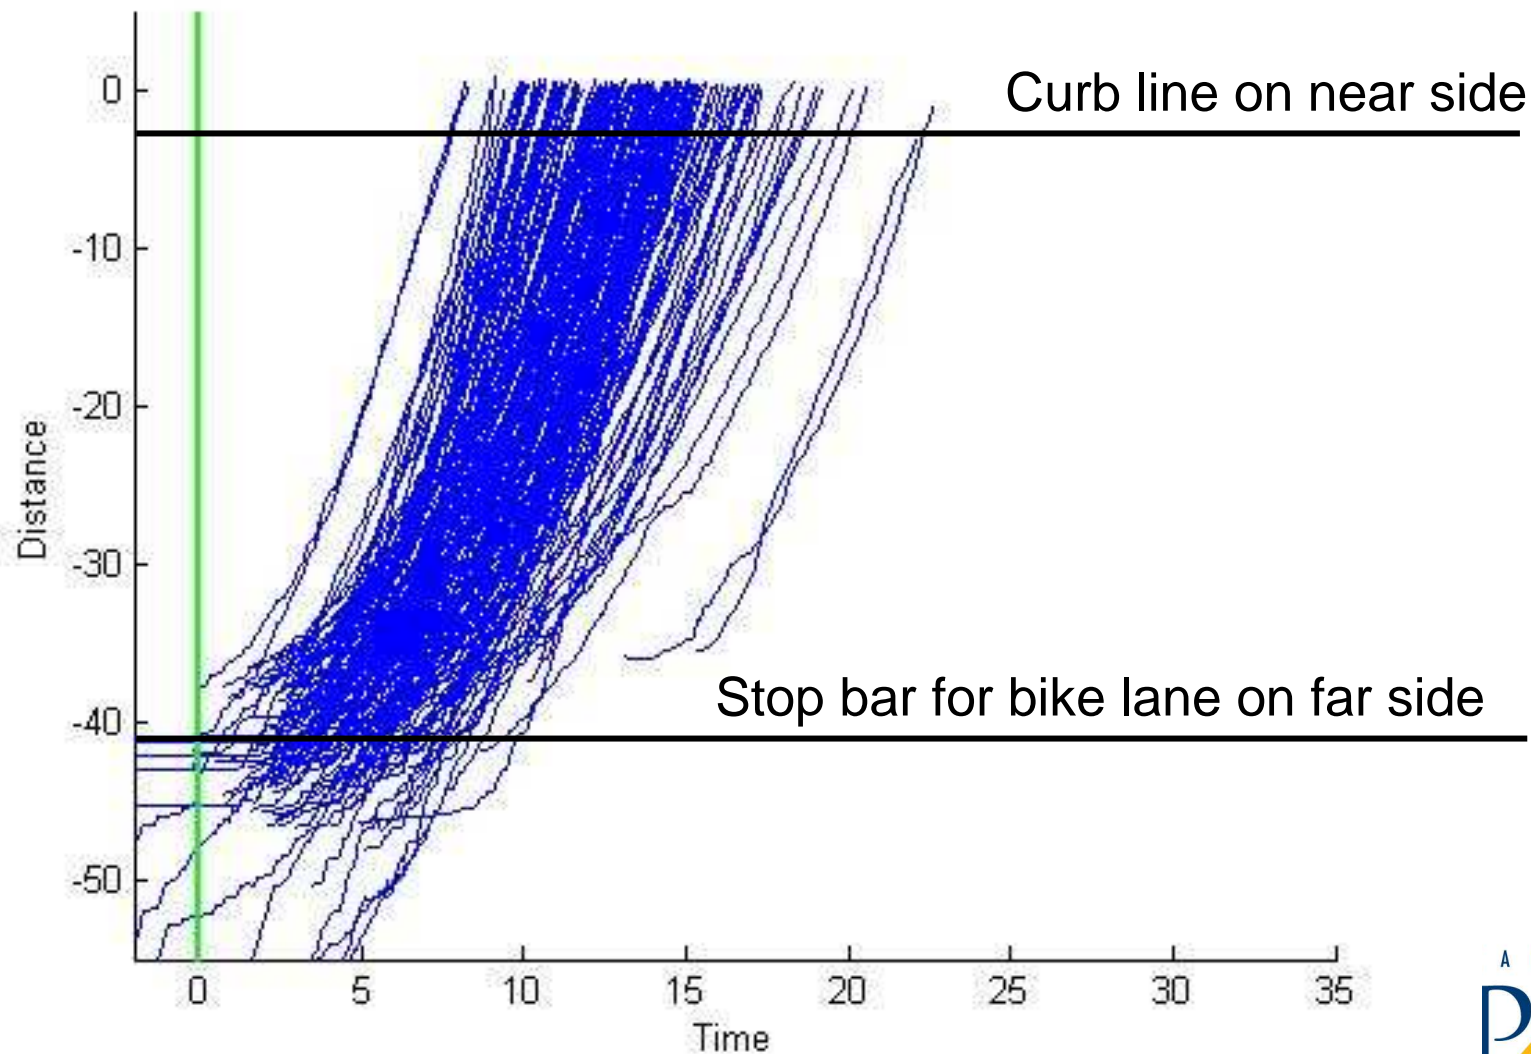 Curb line on near side
Stop bar for bike lane on far side
0
-10
-20
-30
-40
-50
Distance
0 5 10 15 20 25 30 35
Time
A
P